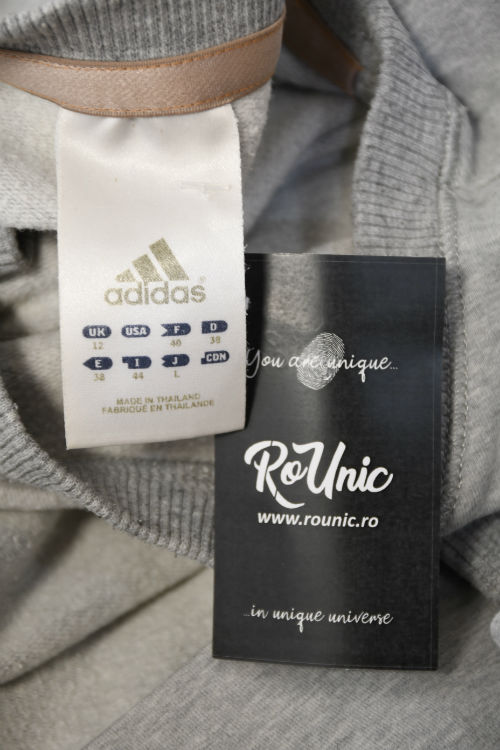 adidas
UK USA F D
12 40 38
E I J CDN
38 44 L
MADE IN THAILAND
FABRIQUÉ EN THAILANDE
You are unique...
RoUnic
www.rounic.ro
...in unique universe